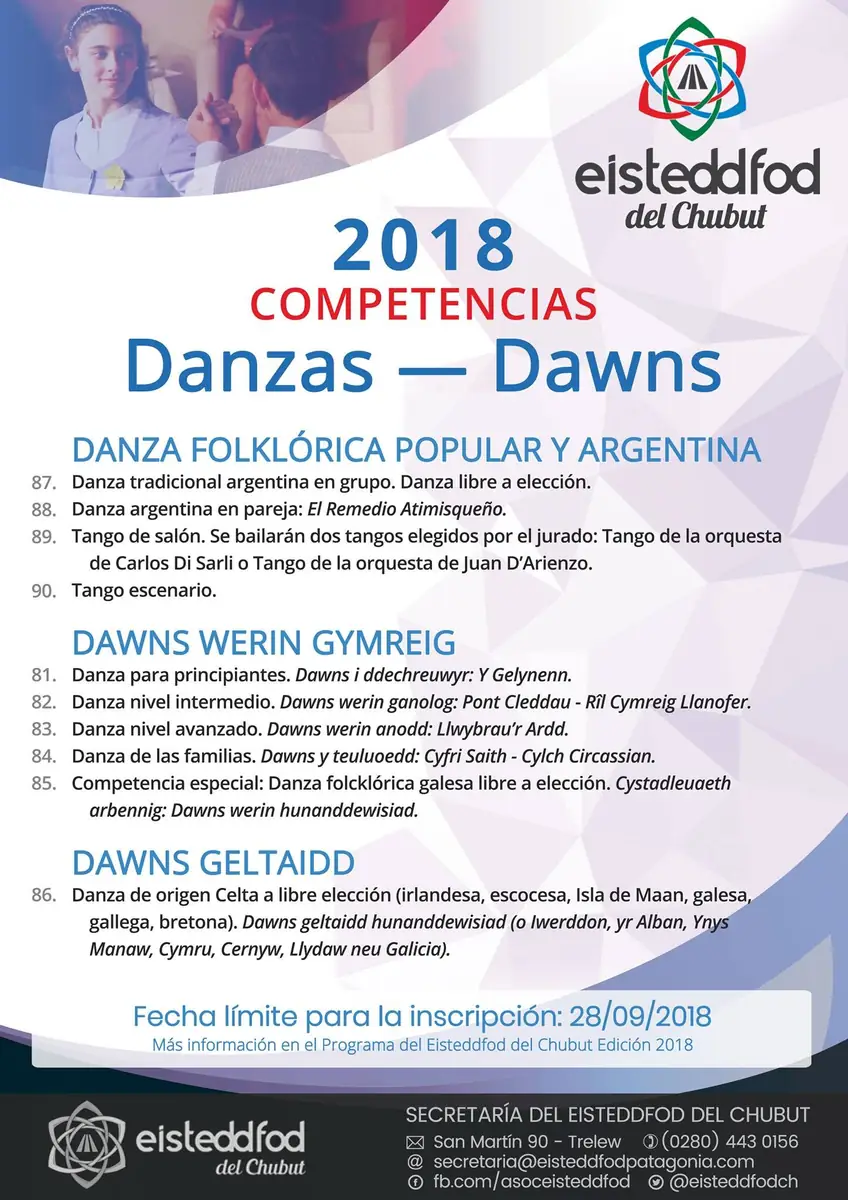 eisteddfod
del Chubut
2018
COMPETENCIAS
Danzas — Dawns
DANZA FOLKLÓRICA POPULAR Y ARGENTINA
87. Danza tradicional argentina en grupo. Danza libre a elección.
88. Danza argentina en pareja: El Remedio Atimisqueño.
89. Tango de salón. Se bailarán dos tangos elegidos por el jurado: Tango de la orquesta
de Carlos Di Sarli o Tango de la orquesta de Juan D’Arienzo.
90. Tango escenario.
DAWNS WERIN GYMREIG
81. Danza para principiantes. Dawns i ddechreuwyr: Y Gelynenn.
82. Danza nivel intermedio. Dawns werin ganolog: Pont Cleddau - Rîl Cymreig Llanofer.
83. Danza nivel avanzado. Dawns werin anodd: Llwybrau’r Ardd.
84. Danza de las familias. Dawns y teuluoedd: Cyfri Saith - Cylch Circassian.
85. Competencia especial: Danza folcklórica galesa libre a elección. Cystadleuaeth
arbennig: Dawns werin hunanddewisiad.
DAWNS GELTAIDD
86. Danza de origen Celta a libre elección (irlandesa, escocesa, Isla de Maan, galesa,
gallega, bretona). Dawns geltaidd hunanddewisiad (o Iwerddon, yr Alban, Ynys
Manaw, Cymru, Cernyw, Llydaw neu Galicia).
Fecha límite para la inscripción: 28/09/2018
Más información en el Programa del Eisteddfod del Chubut Edición 2018
eisteddfod
del Chubut
SECRETARÍA DEL EISTEDDFOD DEL CHUBUT
San Martín 90 - Trelew (0280) 443 0156
@ secretaria@eisteddfodpatagonia.com
fb.com/asoceisteddfod @eisteddfodch